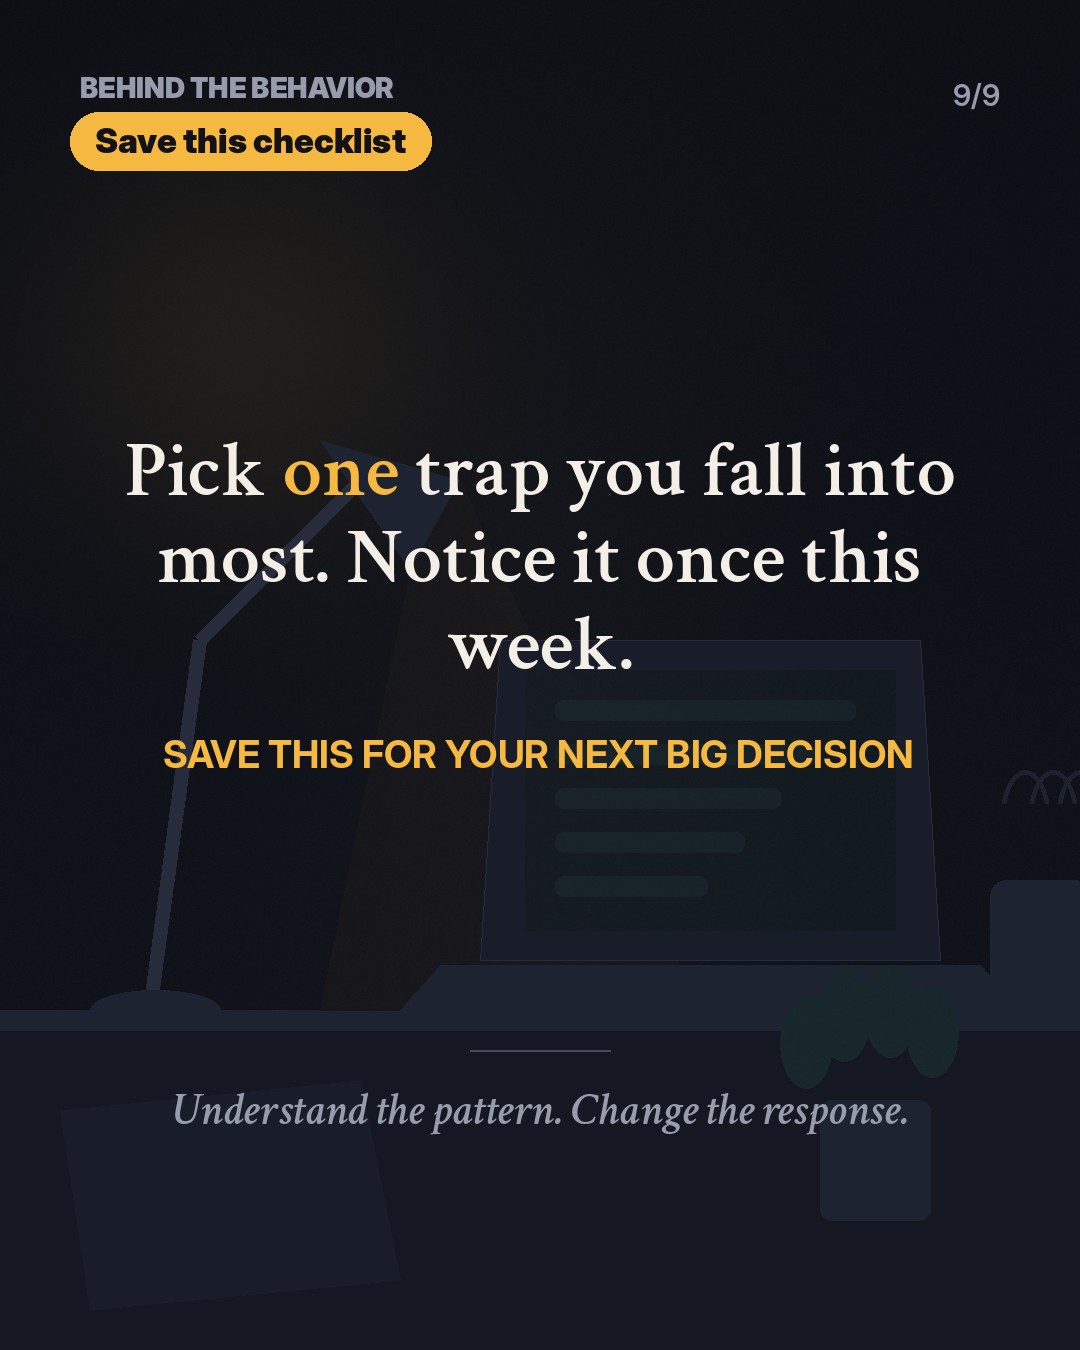 BEHIND THE BEHAVIOR
9/9
Save this checklist
Pick one trap you fall into
most. Notice it once this
week.
SAVE THIS FOR YOUR NEXT BIG DECISION
Understand the pattern. Change the response.